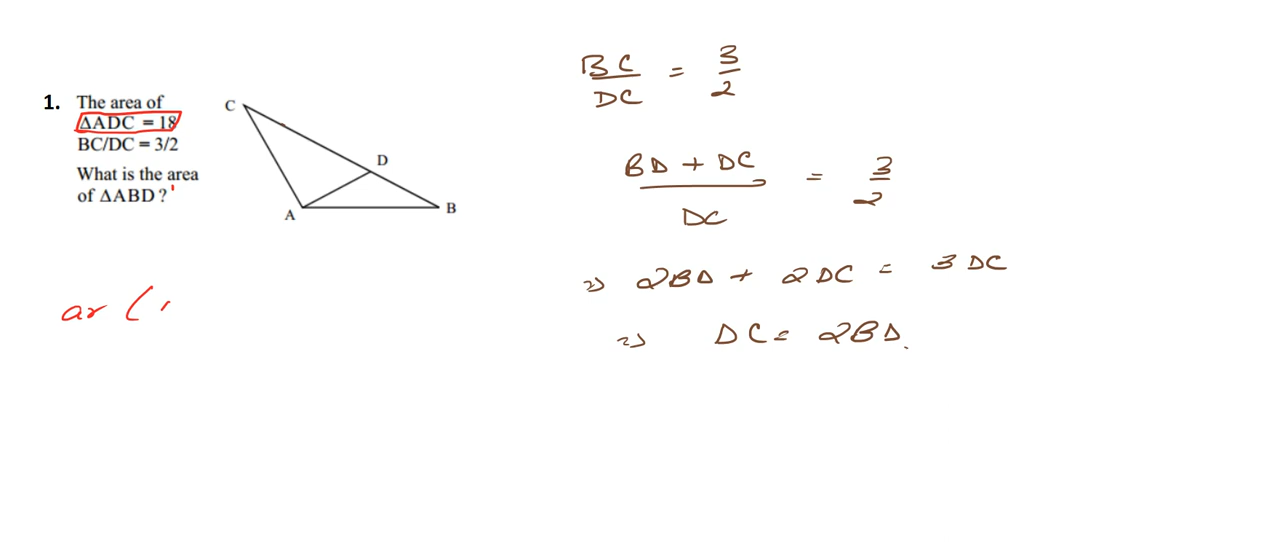 1. The area of
ΔADC = 18
BC/DC = 3/2
What is the area
of ΔABD?
C
D
A
B
ar (
BC/DC = 3/2
BD + DC / DC = 3/2
⇒ 2BD + 2DC = 3DC
⇒ DC = 2BD.